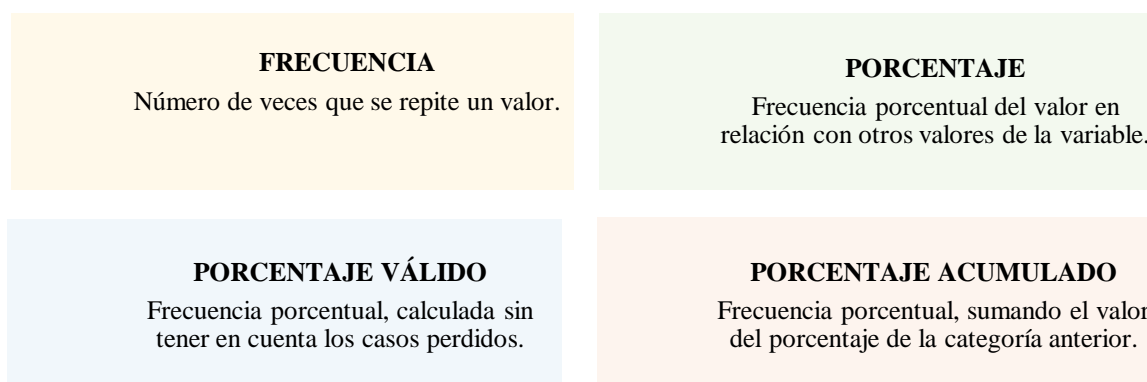 FRECUENCIA
Número de veces que se repite un valor.
PORCENTAJE
Frecuencia porcentual del valor en
relación con otros valores de la variable.
PORCENTAJE VÁLIDO
Frecuencia porcentual, calculada sin
tener en cuenta los casos perdidos.
PORCENTAJE ACUMULADO
Frecuencia porcentual, sumando el valor
del porcentaje de la categoría anterior.